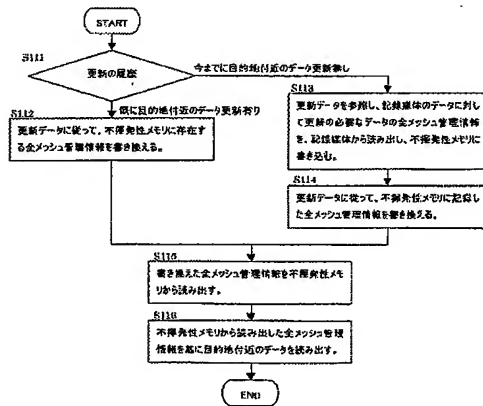 START
S111
更新の履歴
今までに目的地付近のデータ更新無し
S112
既に目的地付近のデータ更新有り
更新データに従って、不揮発性メモリに存在す
る全メッシュ管理情報を書き換える。
S113
更新データを参照し、記録媒体のデータに対し
て更新の必要なデータの全メッシュ管理情報
を、記録媒体から読み出し、不揮発性メモリに
書き込む。
S114
更新データに従って、不揮発性メモリに記録し
た全メッシュ管理情報を書き換える。
S115
書き換えた全メッシュ管理情報を不揮発性メモ
リから読み出す。
S116
不揮発性メモリから読み出した全メッシュ管理
情報を基に目的地付近のデータを読み出す。
END